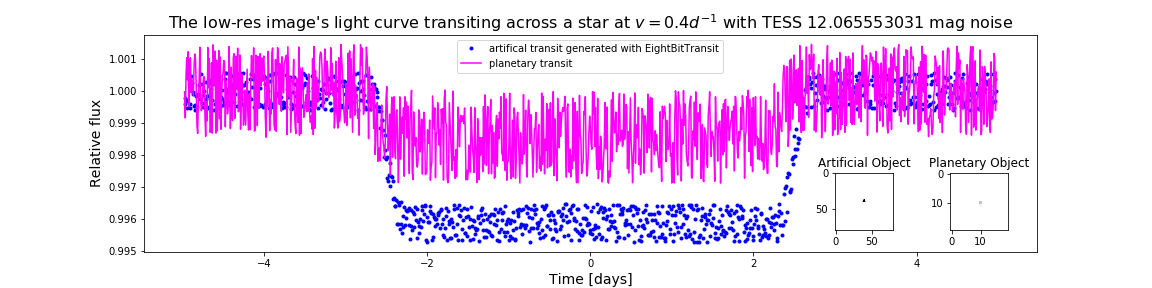 The low-res image's light curve transiting across a star at v = 0.4d⁻¹ with TESS 12.065553031 mag noise
artifical transit generated with EightBitTransit
planetary transit
Relative flux
1.001
1.000
0.999
0.998
0.997
0.996
0.995
Artificial Object
0
50
0 50
Planetary Object
0
10
0 10
−4 −2 0 2 4
Time [days]